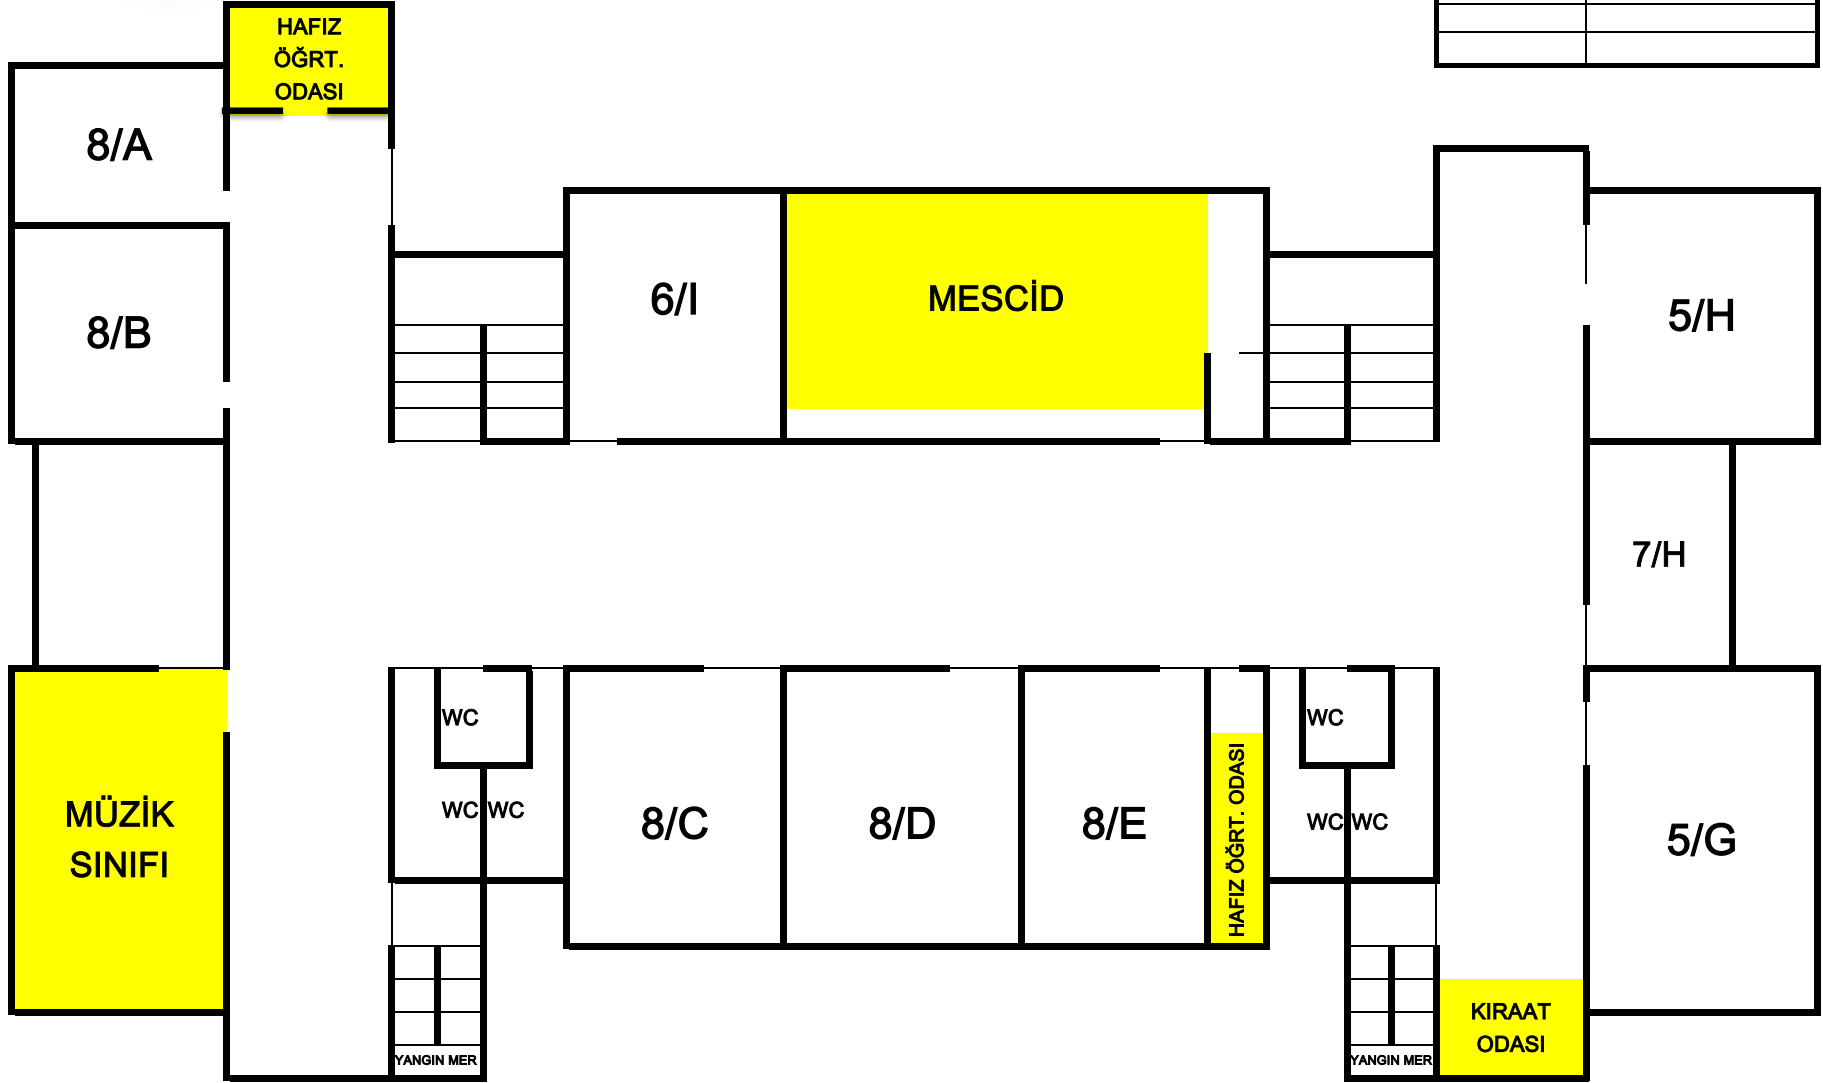 HAFIZ
ÖĞRT.
ODASI
8/A
8/B
6/I
MESCİD
5/H
7/H
MÜZİK
SINIFI
WC
WC WC
8/C
8/D
8/E
HAFIZ ÖĞRT. ODASI
WC
WC WC
5/G
YANGIN MER
YANGIN MER
KIRAAT
ODASI